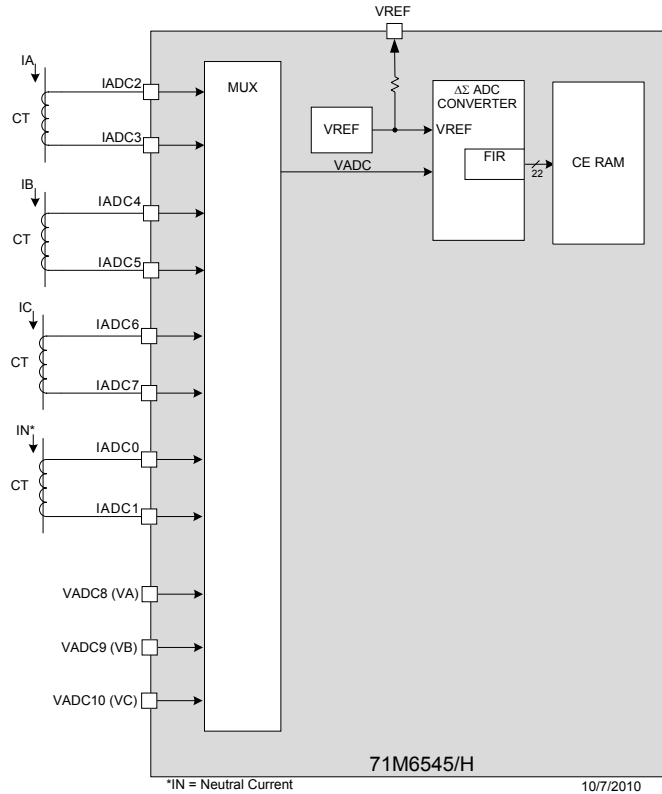 VREF
IA
IADC2
MUX
ΔΣ ADC
CONVERTER
CT
VREF
VREF
IADC3
FIR
CE RAM
VADC
22
IB
IADC4
CT
IADC5
IC
IADC6
CT
IADC7
IN*
IADC0
CT
IADC1
VADC8 (VA)
VADC9 (VB)
VADC10 (VC)
71M6545/H
*IN = Neutral Current
10/7/2010